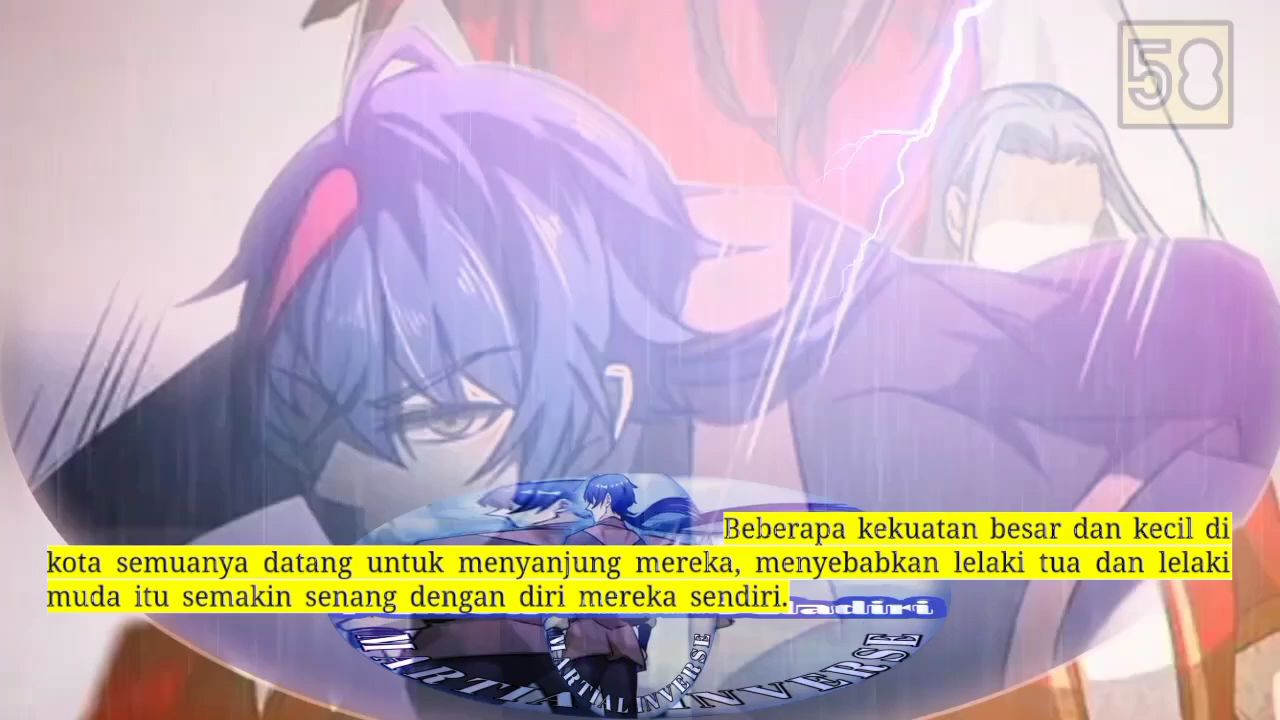 58
Beberapa kekuatan besar dan kecil di
kota semuanya datang untuk menyanjung mereka, menyebabkan lelaki tua dan lelaki
muda itu semakin senang dengan diri mereka sendiri.
MARTIAL INVERSE
MARTIAL INVERSE